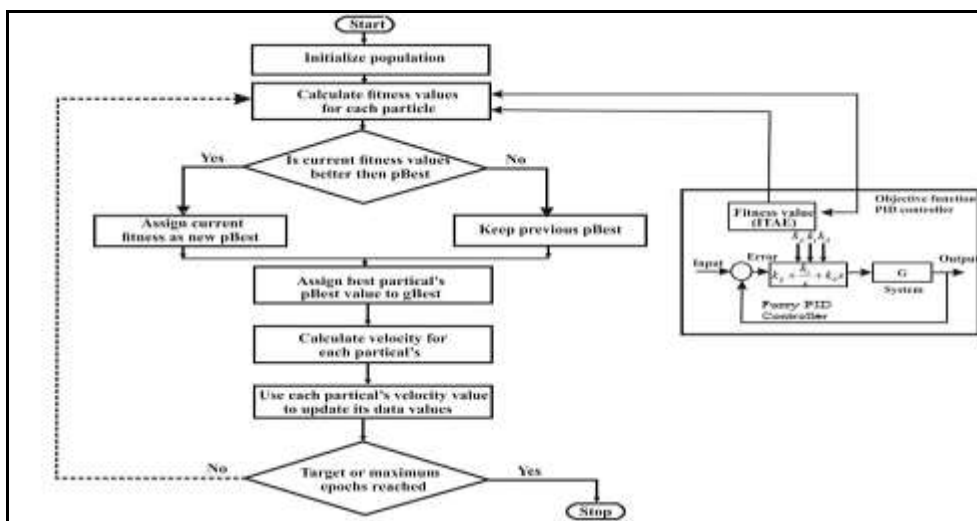 Start
Initialize population
Calculate fitness values
for each particle
Yes
Is current fitness values
better then pBest
No
Assign current
fitness as new pBest
Keep previous pBest
Assign best partical's
pBest value to gBest
Calculate velocity for
each partical's
Use each partical's velocity value
to update its data values
No
Target or maximum
epochs reached
Yes
Stop
Objective function
PID controller
Fitness value
(ITAE)
Input
Error
Output
G
System
Fuzzy PID
Controller